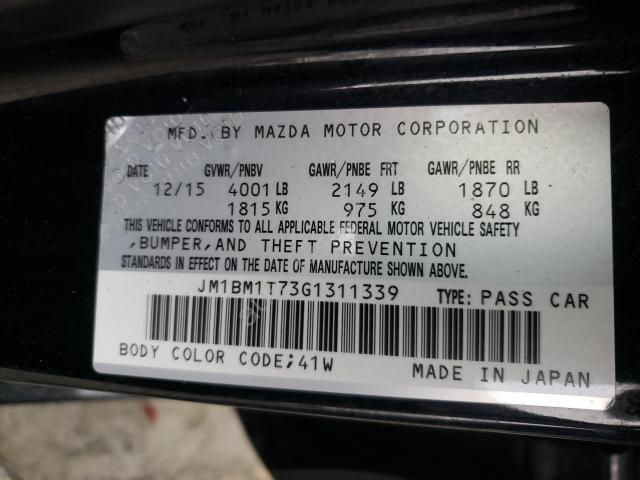 MFD. BY MAZDA MOTOR CORPORATION
DATE GVWR/PNBV GAWR/PNBE FRT GAWR/PNBE RR
12/15 4001 LB 2149 LB 1870 LB
1815 KG 975 KG 848 KG
THIS VEHICLE CONFORMS TO ALL APPLICABLE FEDERAL MOTOR VEHICLE SAFETY
,BUMPER,AND THEFT PREVENTION
STANDARDS IN EFFECT ON THE DATE OF MANUFACTURE SHOWN ABOVE.
JM1BM1T73G1311339 TYPE: PASS CAR
BODY COLOR CODE;41W MADE IN JAPAN